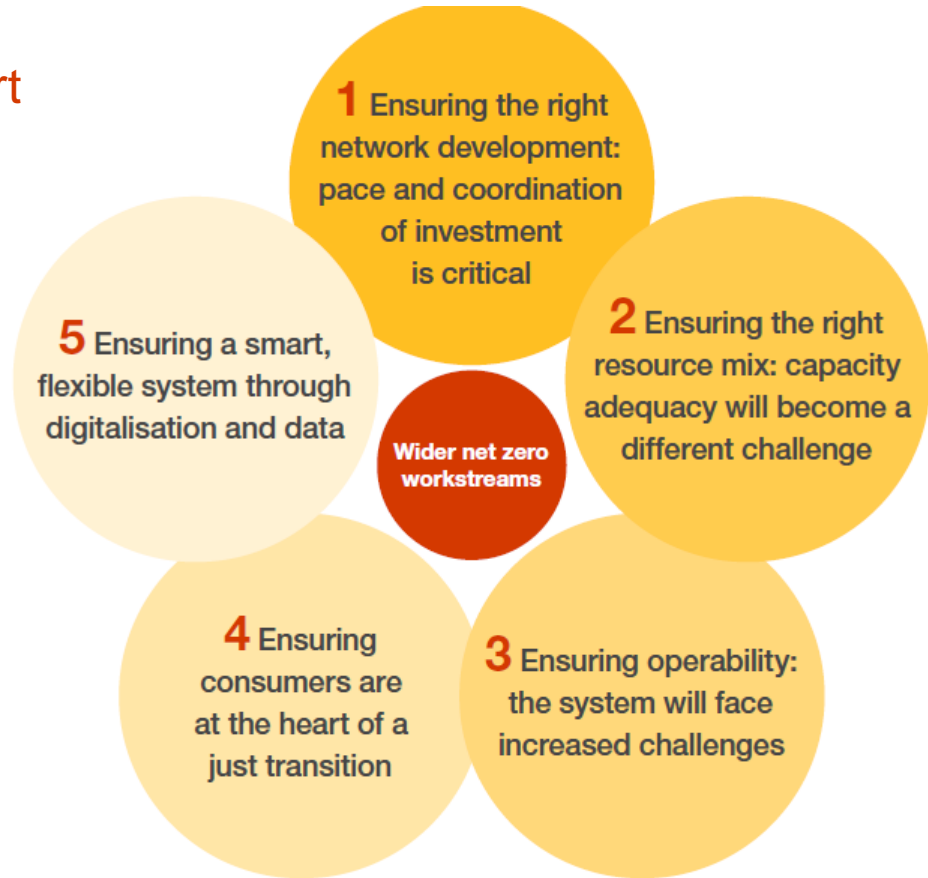 rt
1 Ensuring the right
network development:
pace and coordination
of investment
is critical
2 Ensuring the right
resource mix: capacity
adequacy will become a
different challenge
3 Ensuring operability:
the system will face
increased challenges
4 Ensuring
consumers are
at the heart of a
just transition
5 Ensuring a smart,
flexible system through
digitalisation and data
Wider net zero
workstreams